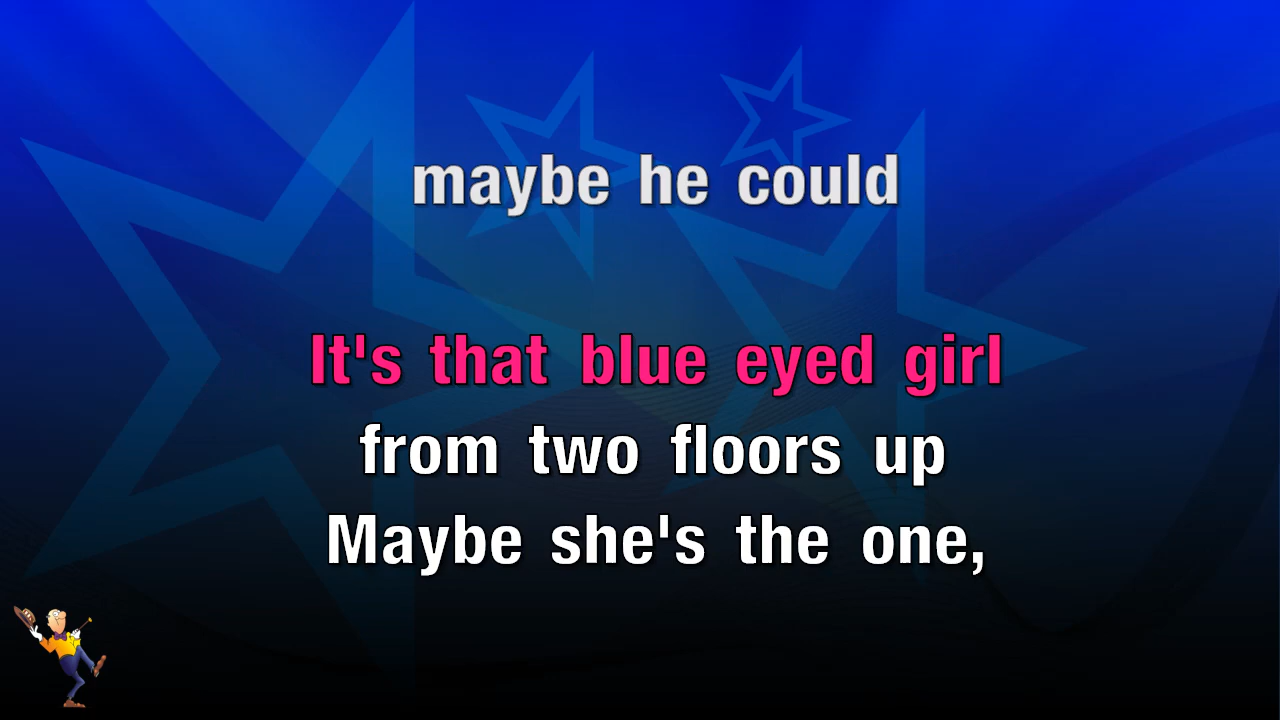 maybe he could
It's that blue eyed girl
from two floors up
Maybe she's the one,